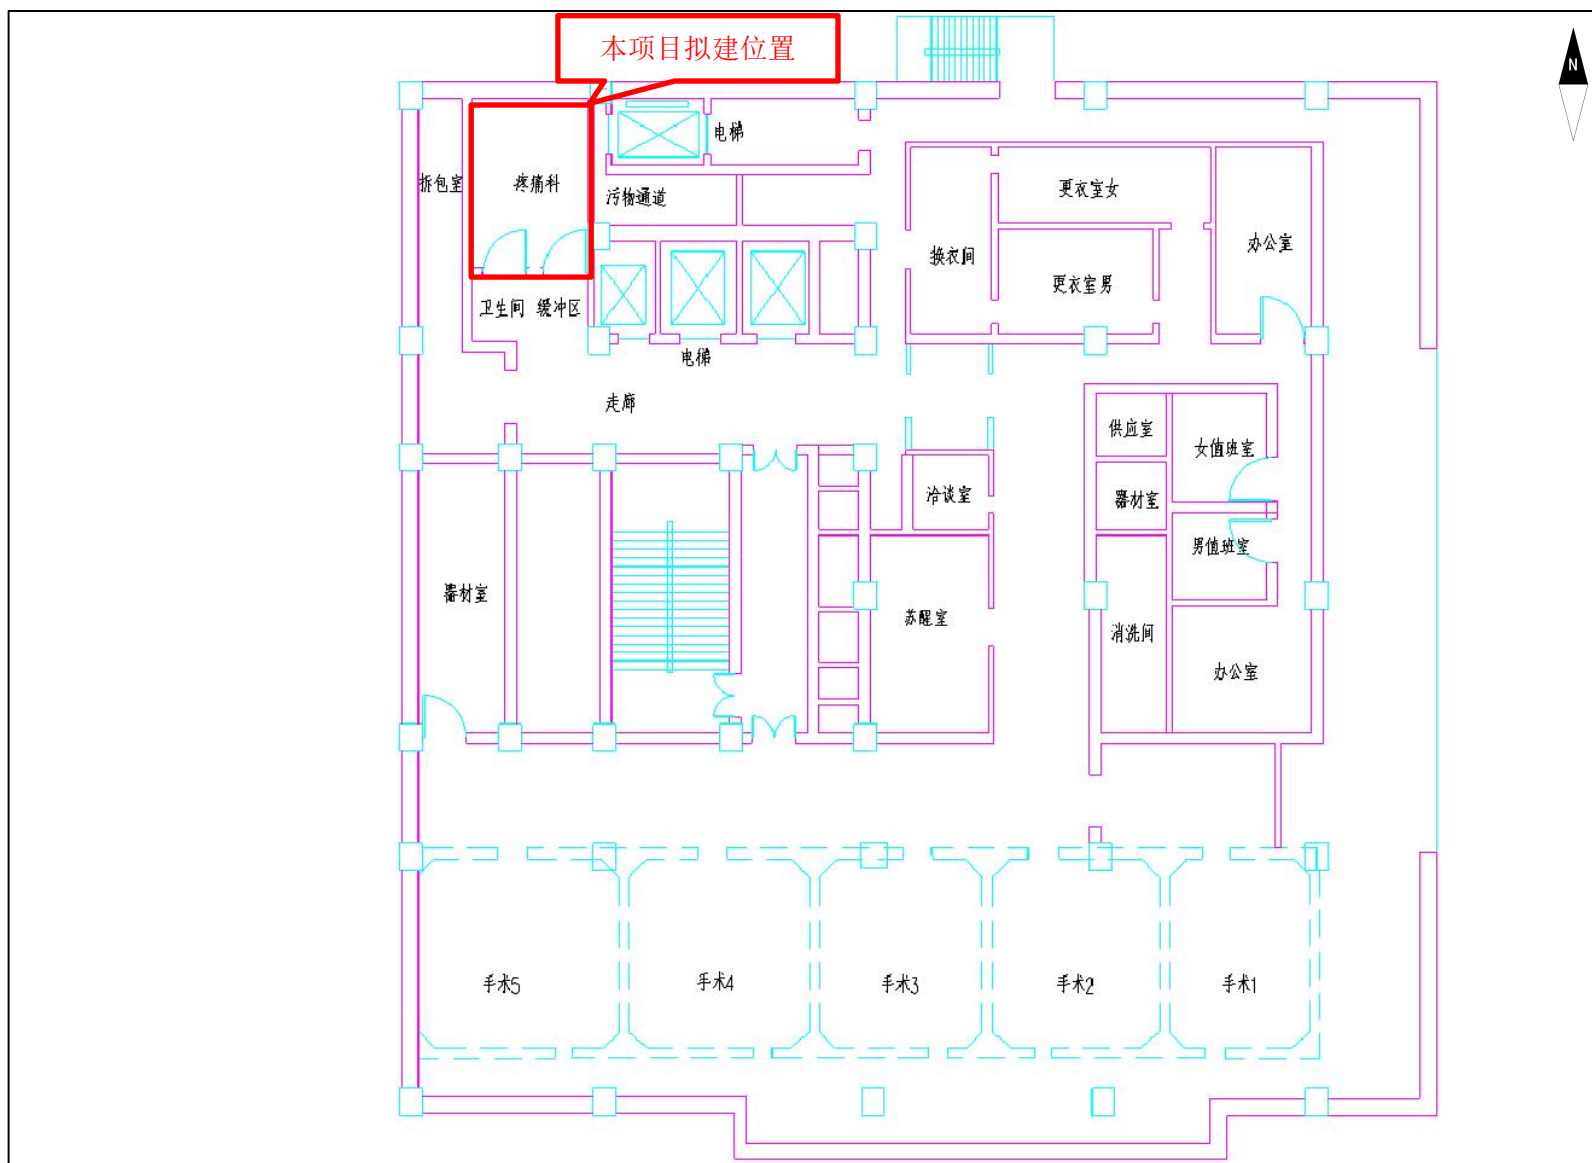 本项目拟建位置
N
电梯
拆包室
疼痛科
污物通道
更衣室女
办公室
换衣间
更衣室男
卫生间
缓冲区
电梯
走廊
供应室
女值班室
洽谈室
器材室
男值班室
器材室
苏醒室
消洗间
办公室
手术5
手术4
手术3
手术2
手术1